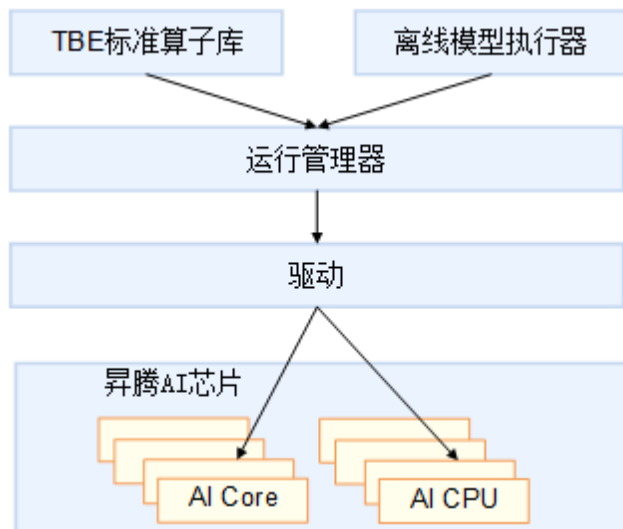 TBE标准算子库
离线模型执行器
运行管理器
驱动
昇腾AI芯片
AI Core
AI CPU